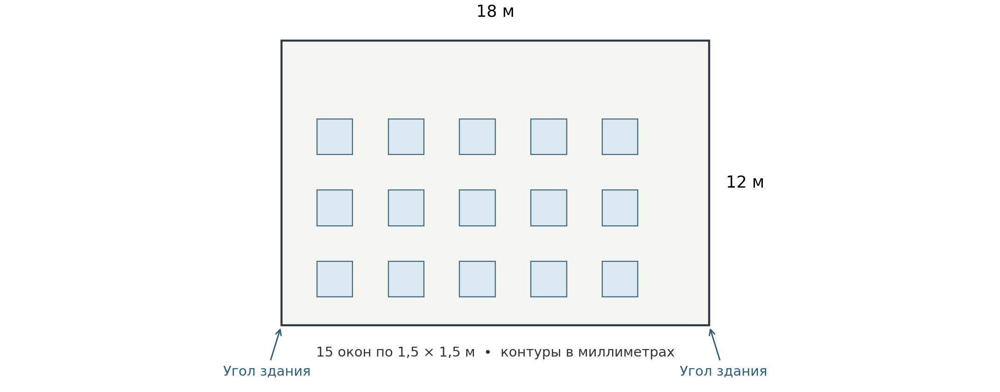 18 м
12 м
15 окон по 1,5 × 1,5 м • контуры в миллиметрах
Угол здания
Угол здания